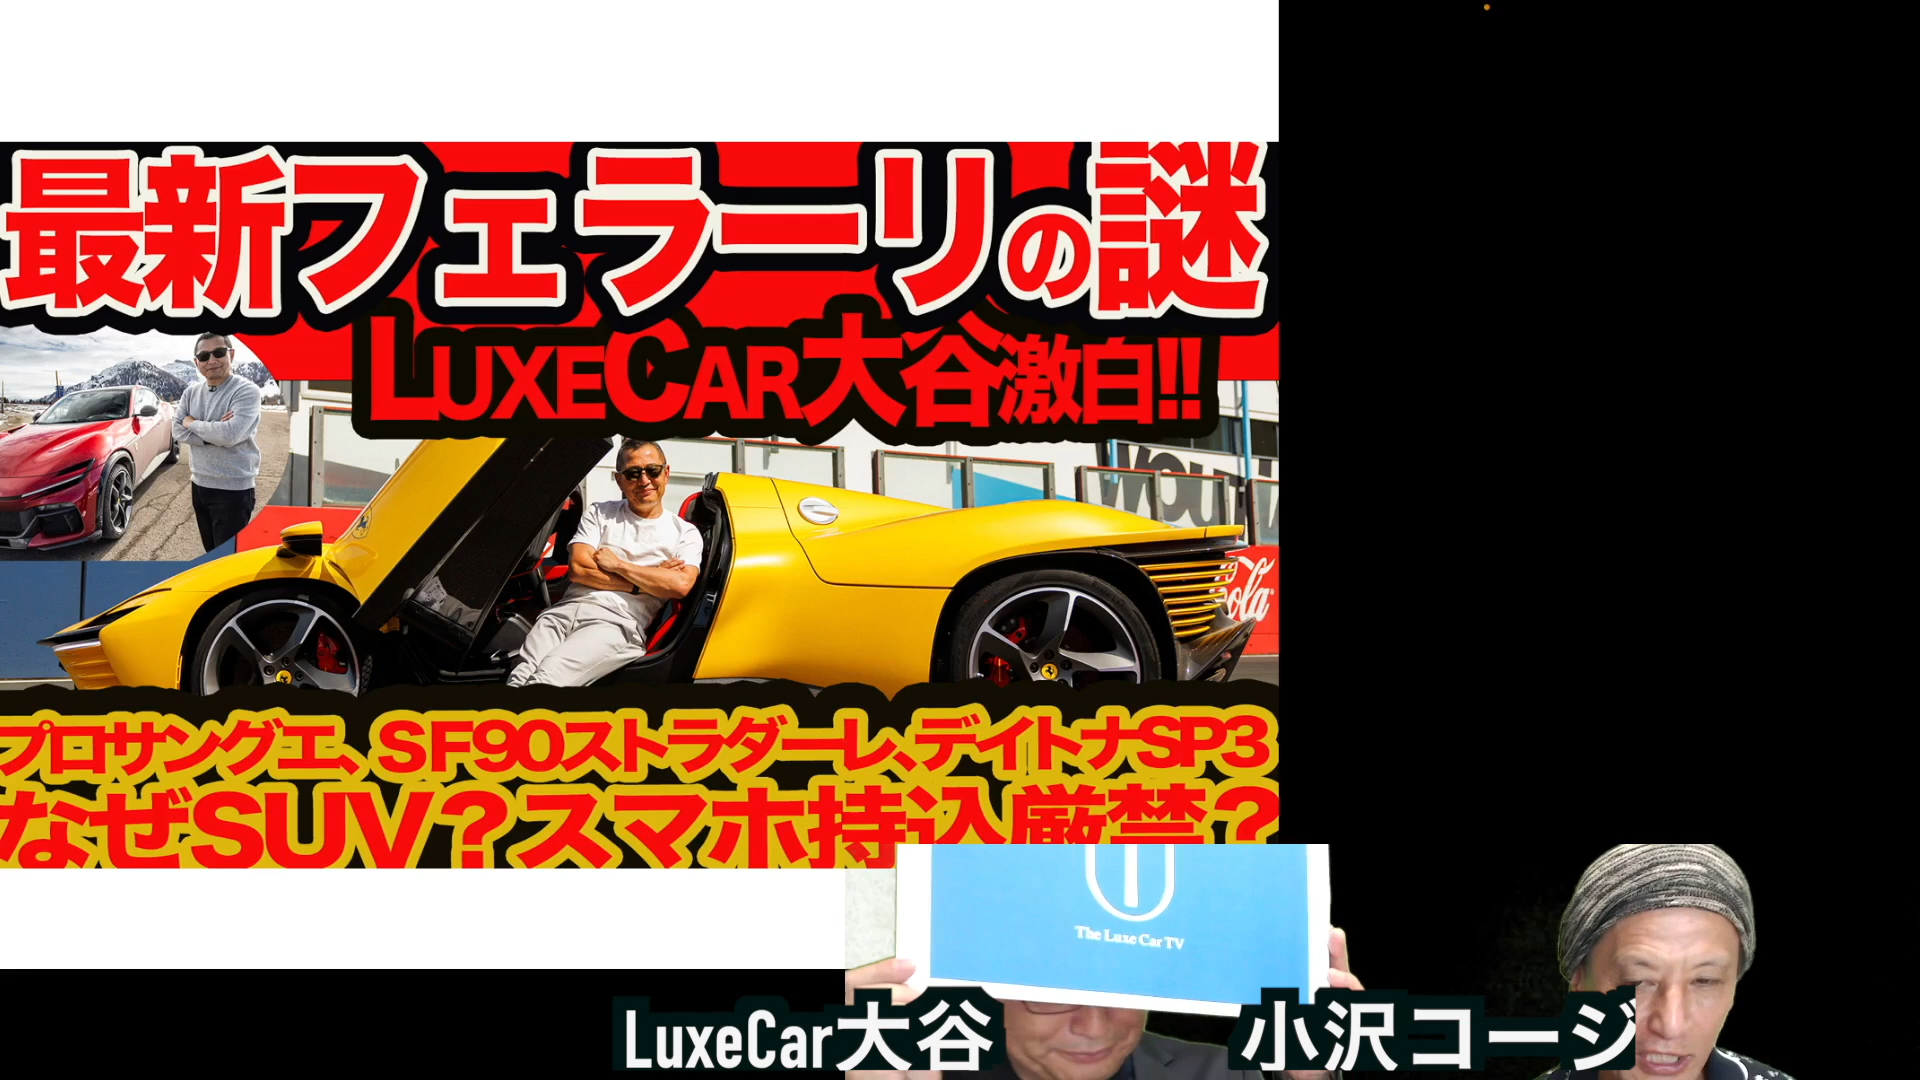 最新フェラーリの謎
LUXECAR大谷激白!!
プロサングエ、SF90ストラダーレ、デイトナSP3
なぜSUV?スマホ持込厳禁?
The Luxe Car TV
LuxeCar大谷
小沢コージ